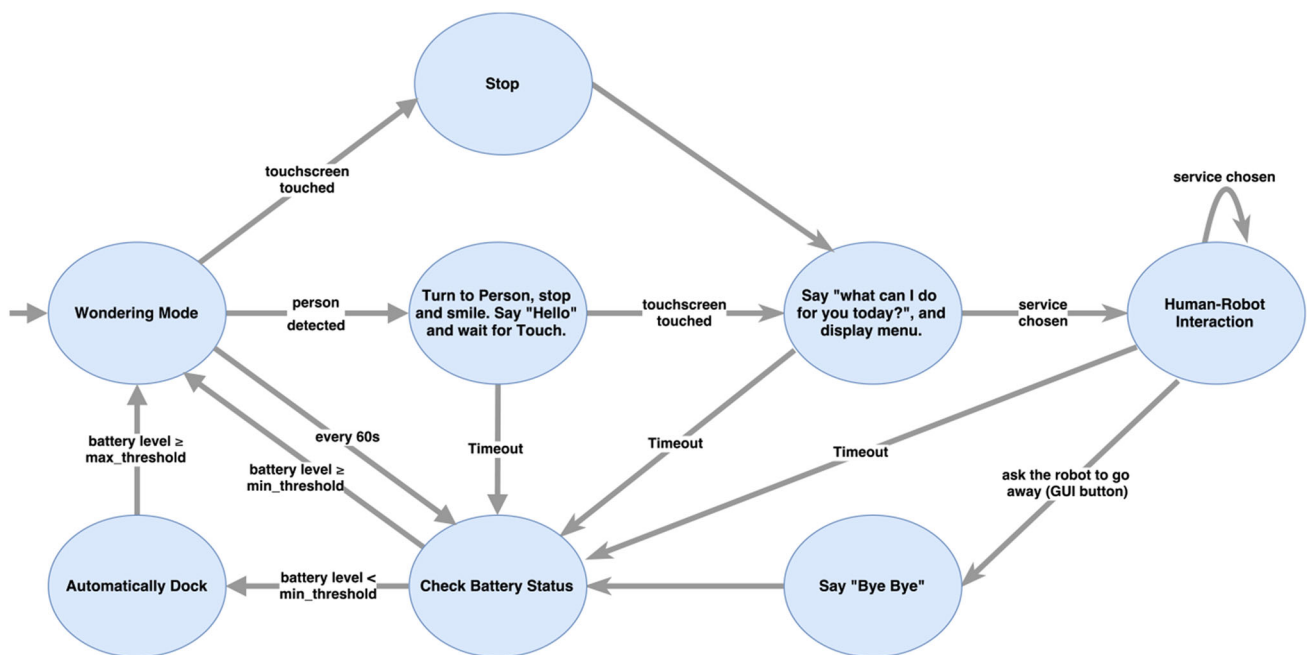 Stop
touchscreen
touched
service chosen
Wondering Mode
person
detected
Turn to Person, stop
and smile. Say "Hello"
and wait for Touch.
touchscreen
touched
Say "what can I do
for you today?", and
display menu.
service
chosen
Human-Robot
Interaction
battery level ≥
max_threshold
every 60s
battery level ≥
min_threshold
Timeout
Timeout
Timeout
ask the robot to go
away (GUI button)
Automatically Dock
battery level <
min_threshold
Check Battery Status
Say "Bye Bye"